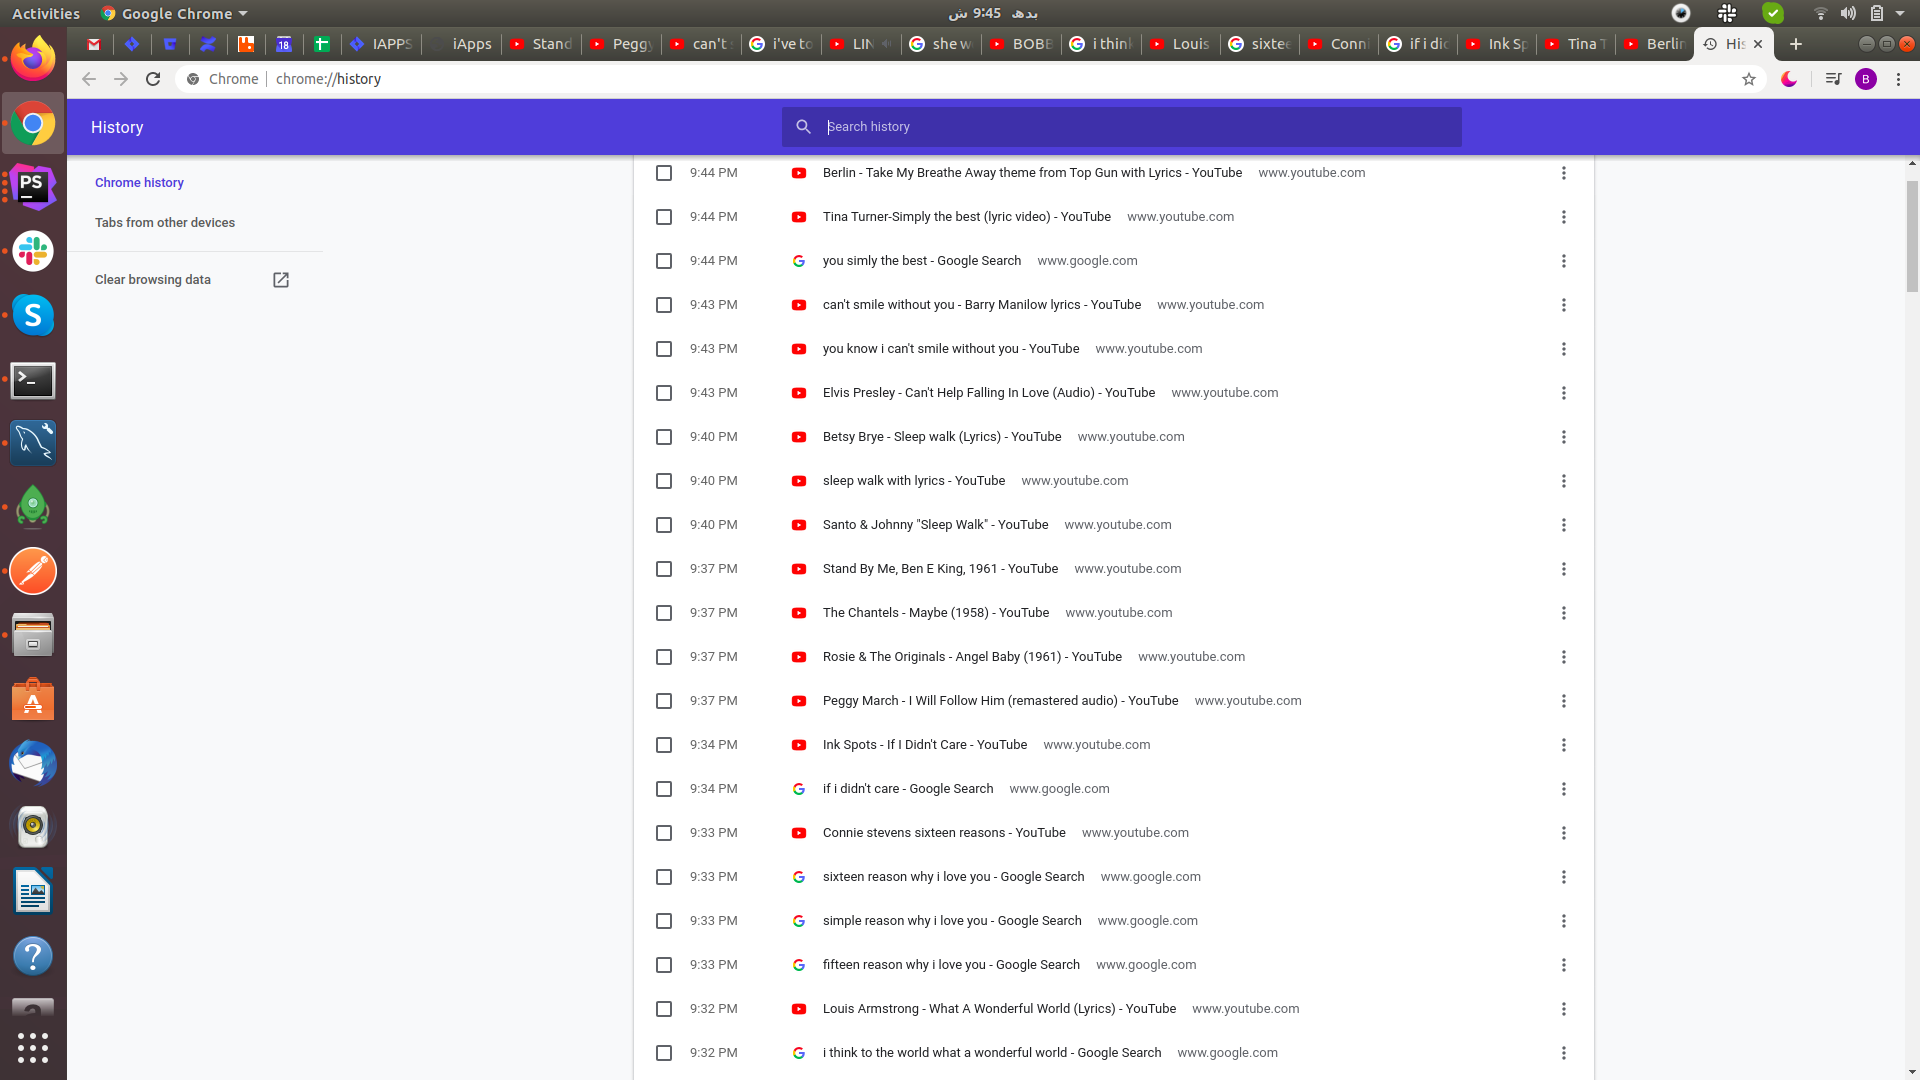 Activities Google Chrome بدھ 9:45 ش
18 IAPPS iApps Stand Peggy can't i've to LIN she w BOBB i think Louis sixtee Conni if i dic Ink Sp Tina T Berlin His
Chrome chrome://history B
History Search history
Chrome history
Tabs from other devices
Clear browsing data
9:44 PM Berlin - Take My Breathe Away theme from Top Gun with Lyrics - YouTube www.youtube.com
9:44 PM Tina Turner-Simply the best (lyric video) - YouTube www.youtube.com
9:44 PM you simly the best - Google Search www.google.com
9:43 PM can't smile without you - Barry Manilow lyrics - YouTube www.youtube.com
9:43 PM you know i can't smile without you - YouTube www.youtube.com
9:43 PM Elvis Presley - Can't Help Falling In Love (Audio) - YouTube www.youtube.com
9:40 PM Betsy Brye - Sleep walk (Lyrics) - YouTube www.youtube.com
9:40 PM sleep walk with lyrics - YouTube www.youtube.com
9:40 PM Santo & Johnny "Sleep Walk" - YouTube www.youtube.com
9:37 PM Stand By Me, Ben E King, 1961 - YouTube www.youtube.com
9:37 PM The Chantels - Maybe (1958) - YouTube www.youtube.com
9:37 PM Rosie & The Originals - Angel Baby (1961) - YouTube www.youtube.com
9:37 PM Peggy March - I Will Follow Him (remastered audio) - YouTube www.youtube.com
9:34 PM Ink Spots - If I Didn't Care - YouTube www.youtube.com
9:34 PM if i didn't care - Google Search www.google.com
9:33 PM Connie stevens sixteen reasons - YouTube www.youtube.com
9:33 PM sixteen reason why i love you - Google Search www.google.com
9:33 PM simple reason why i love you - Google Search www.google.com
9:33 PM fifteen reason why i love you - Google Search www.google.com
9:32 PM Louis Armstrong - What A Wonderful World (Lyrics) - YouTube www.youtube.com
9:32 PM i think to the world what a wonderful world - Google Search www.google.com
PS
S